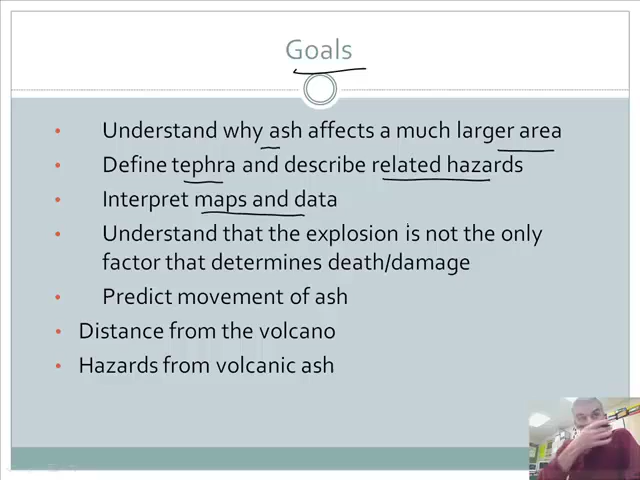 Goals
Understand why ash affects a much larger area
Define tephra and describe related hazards
Interpret maps and data
Understand that the explosion is not the only
factor that determines death/damage
Predict movement of ash
Distance from the volcano
Hazards from volcanic ash